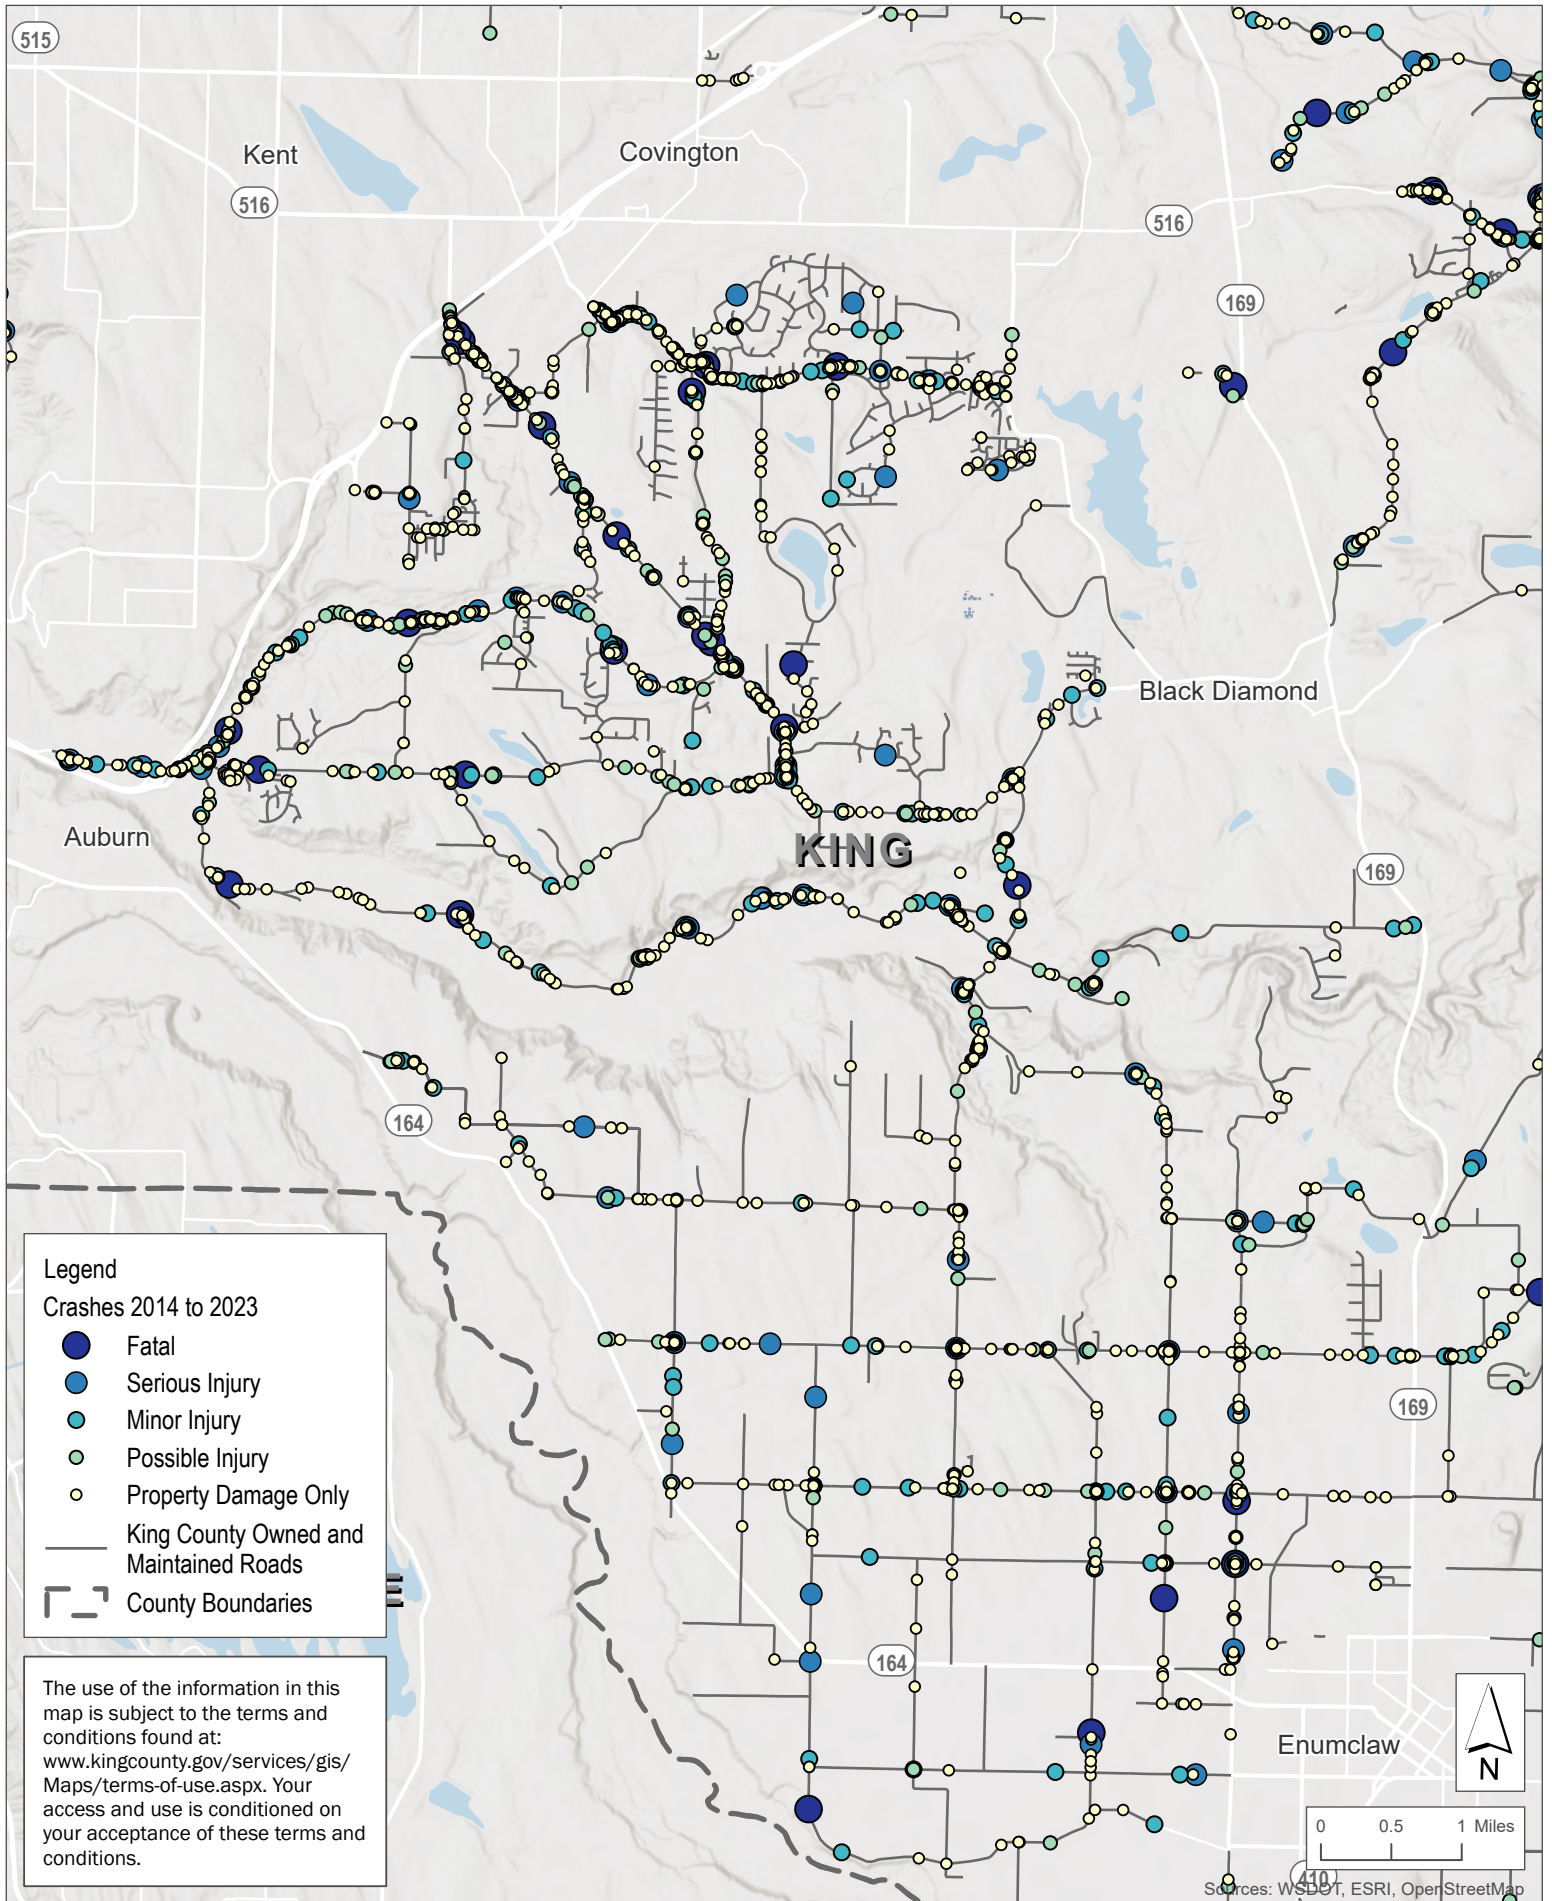 515
Kent
Covington
516
516
169
Black Diamond
Auburn
KING
169
164
169
164
Enumclaw
410
Legend
Crashes 2014 to 2023
Fatal
Serious Injury
Minor Injury
Possible Injury
Property Damage Only
King County Owned and
Maintained Roads
County Boundaries
The use of the information in this
map is subject to the terms and
conditions found at:
www.kingcounty.gov/services/gis/
Maps/terms-of-use.aspx. Your
access and use is conditioned on
your acceptance of these terms and
conditions.
N
0 0.5 1 Miles
Sources: WSDOT, ESRI, OpenStreetMap